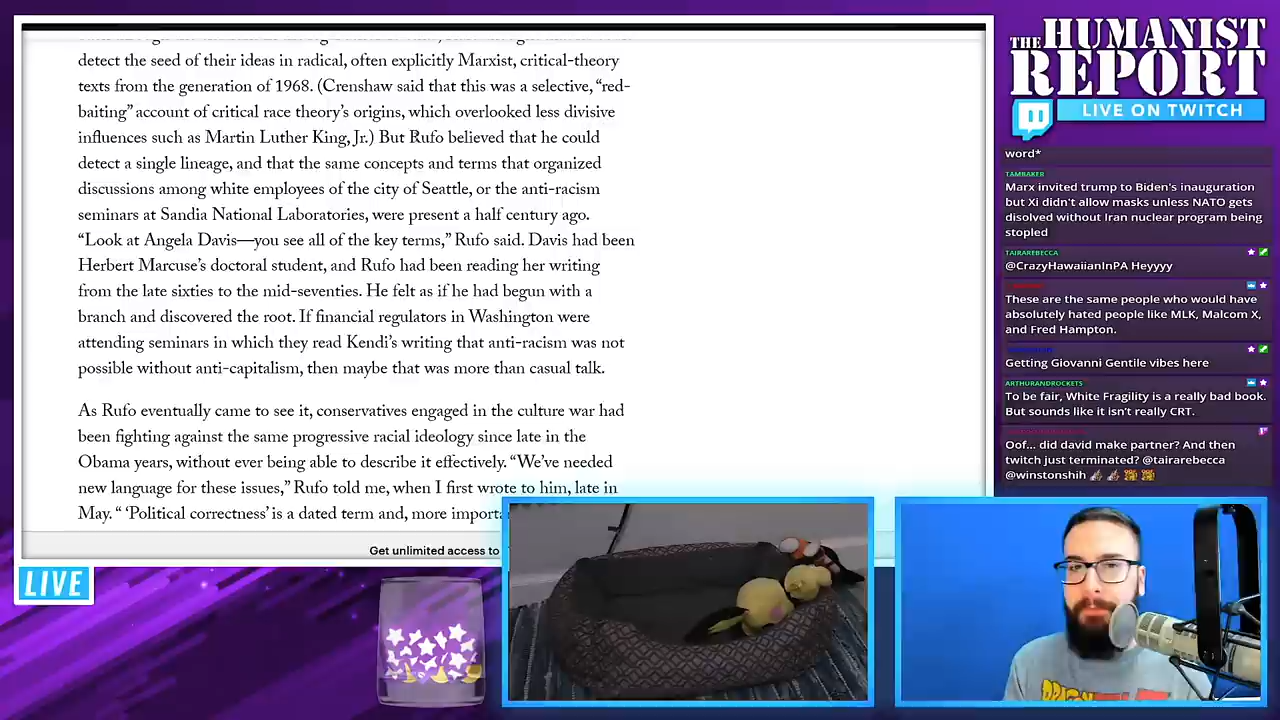 detect the seed of their ideas in radical, often explicitly Marxist, critical-theory
texts from the generation of 1968. (Crenshaw said that this was a selective, “red-
baiting” account of critical race theory’s origins, which overlooked less divisive
influences such as Martin Luther King, Jr.) But Rufo believed that he could
detect a single lineage, and that the same concepts and terms that organized
discussions among white employees of the city of Seattle, or the anti-racism
seminars at Sandia National Laboratories, were present a half century ago.
“Look at Angela Davis—you see all of the key terms,” Rufo said. Davis had been
Herbert Marcuse’s doctoral student, and Rufo had been reading her writing
from the late sixties to the mid-seventies. He felt as if he had begun with a
branch and discovered the root. If financial regulators in Washington were
attending seminars in which they read Kendi’s writing that anti-racism was not
possible without anti-capitalism, then maybe that was more than casual talk.
As Rufo eventually came to see it, conservatives engaged in the culture war had
been fighting against the same progressive racial ideology since late in the
Obama years, without ever being able to describe it effectively. “We’ve needed
new language for these issues,” Rufo told me, when I first wrote to him, late in
May. “ ‘Political correctness’ is a dated term and, more importa
Get unlimited access to
LIVE
THE HUMANIST
REPORT
LIVE ON TWITCH
word*
TAMBAKER
Marx invited trump to Biden's inauguration
but Xi didn't allow masks unless NATO gets
disolved without Iran nuclear program being
stopled
TAIRAREBECCA
@CrazyHawaiianInPA Heyyyy
These are the same people who would have
absolutely hated people like MLK, Malcom X,
and Fred Hampton.
Getting Giovanni Gentile vibes here
ARTHURANDROCKETS
To be fair, White Fragility is a really bad book.
But sounds like it isn't really CRT.
Oof... did david make partner? And then
twitch just terminated? @tairarebecca
@winstonshih